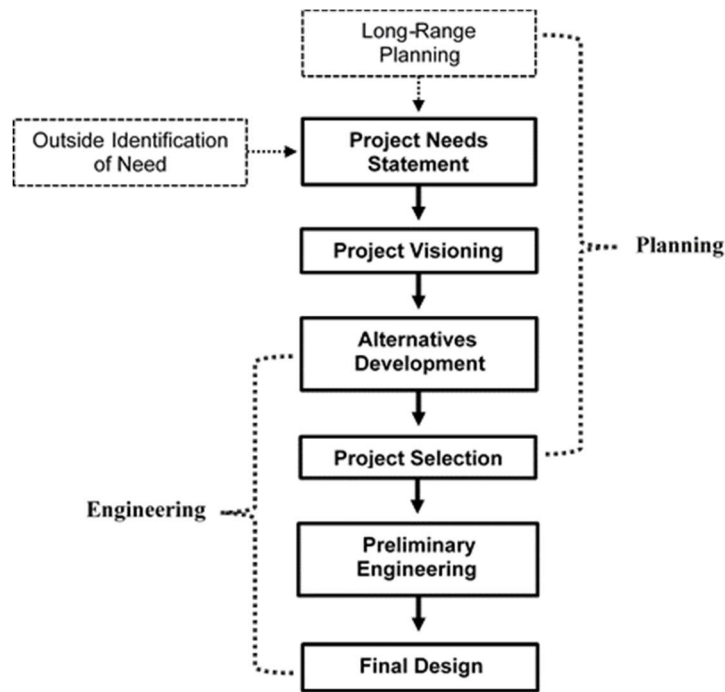 Long-Range
Planning
Outside Identification
of Need
Project Needs
Statement
Project Visioning
Planning
Alternatives
Development
Project Selection
Engineering
Preliminary
Engineering
Final Design